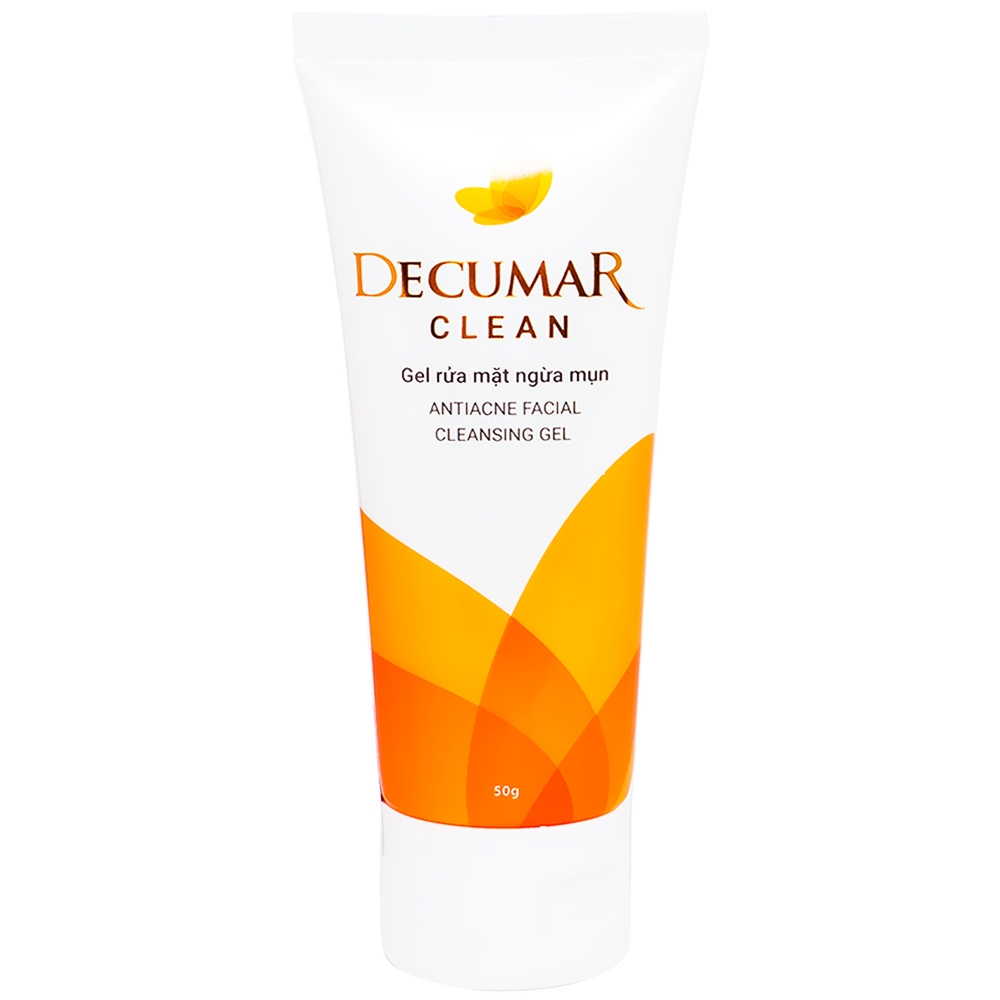 DECUMAR
CLEAN
Gel rửa mặt ngừa mụn
ANTIACNE FACIAL
CLEANSING GEL
50g